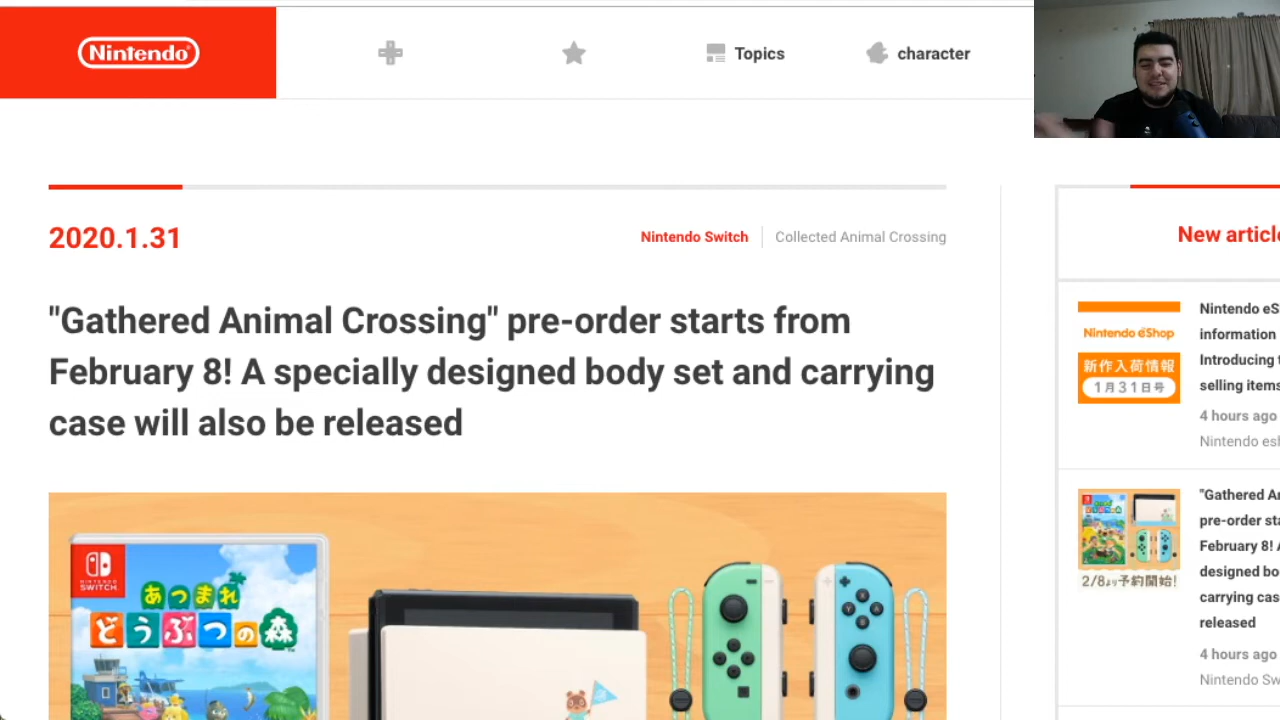 Nintendo
Topics
character
2020.1.31
Nintendo Switch
Collected Animal Crossing
"Gathered Animal Crossing" pre-order starts from
February 8! A specially designed body set and carrying
case will also be released
NINTENDO
SWITCH
あつまれ
どうぶつの森
New article
Nintendo eShop
新作入荷情報
1月31日号
Nintendo eS
information
Introducing t
selling items
4 hours ago
Nintendo esh
2/8より予約開始!
"Gathered An
pre-order sta
February 8! A
designed bo
carrying cas
released
4 hours ago
Nintendo Sw